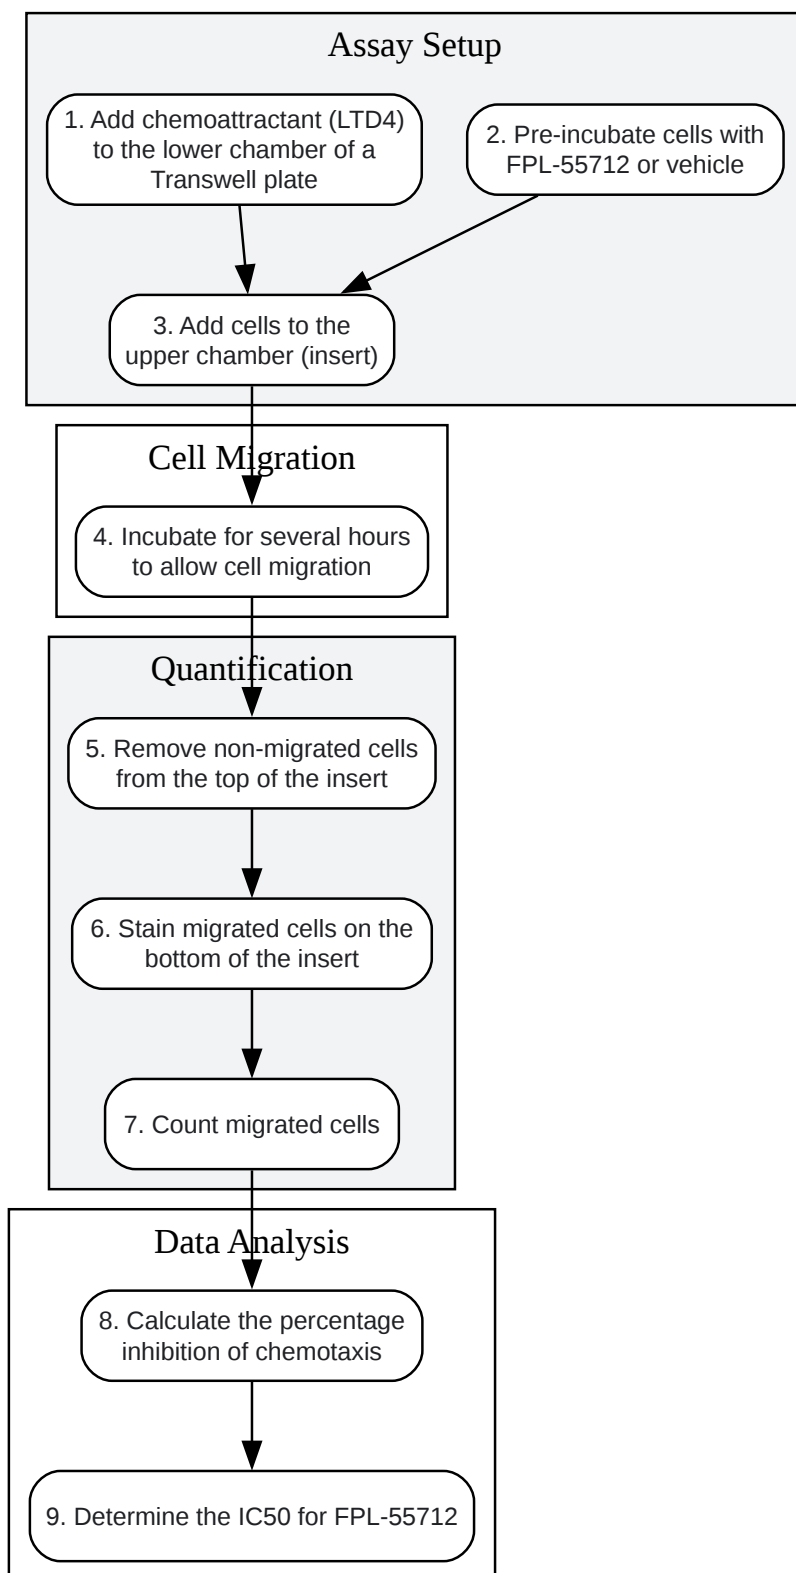 Assay Setup
1. Add chemoattractant (LTD4)
to the lower chamber of a
Transwell plate
2. Pre-incubate cells with
FPL-55712 or vehicle
3. Add cells to the
upper chamber (insert)
Cell Migration
4. Incubate for several hours
to allow cell migration
Quantification
5. Remove non-migrated cells
from the top of the insert
6. Stain migrated cells on the
bottom of the insert
7. Count migrated cells
Data Analysis
8. Calculate the percentage
inhibition of chemotaxis
9. Determine the IC50 for FPL-55712